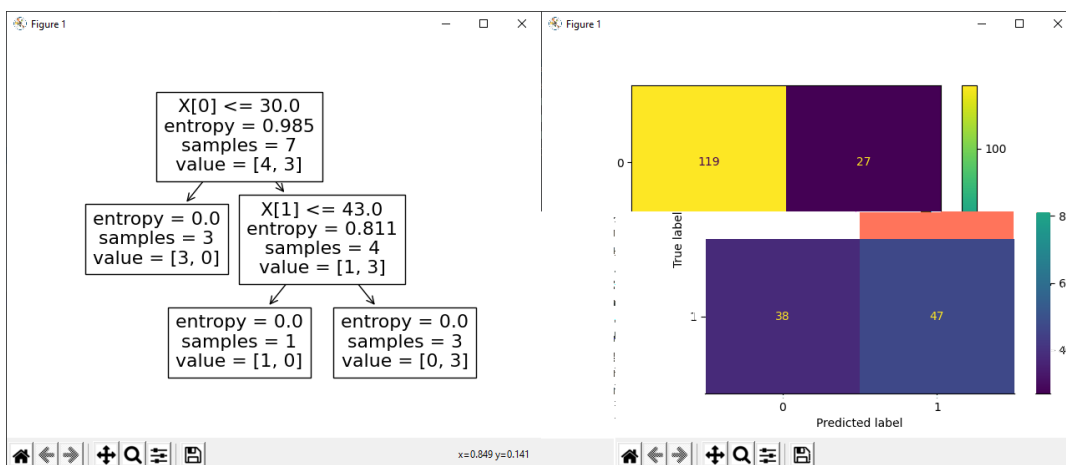 Figure 1
X[0] <= 30.0
entropy = 0.985
samples = 7
value = [4, 3]
entropy = 0.0
samples = 3
value = [3, 0]
X[1] <= 43.0
entropy = 0.811
samples = 4
value = [1, 3]
entropy = 0.0
samples = 1
value = [1, 0]
entropy = 0.0
samples = 3
value = [0, 3]
x=0.849 y=0.141
Figure 1
0
119
27
100
True label
1
38
47
8
4
0
1
Predicted label